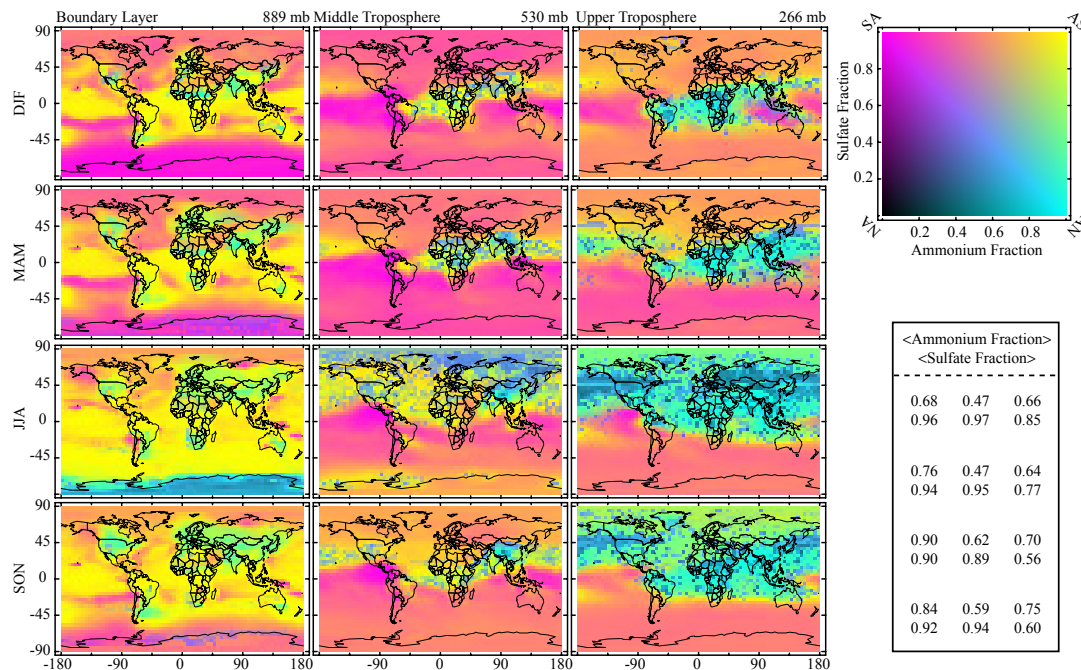 Boundary Layer 889 mb Middle Troposphere 530 mb Upper Troposphere 266 mb
90
45
0
-45
DJF
90
45
0
-45
MAM
90
45
0
-45
JJA
90
45
0
-45
-90
SON
-180 -90 0 90 180 -90 0 90 180 -90 0 90 180
SA
Sulfate Fraction
0.8
0.6
0.4
0.2
0.2 0.4 0.6 0.8
Ammonium Fraction
<Ammonium Fraction>
<Sulfate Fraction>
0.68 0.47 0.66
0.96 0.97 0.85
0.76 0.47 0.64
0.94 0.95 0.77
0.90 0.62 0.70
0.90 0.89 0.56
0.84 0.59 0.75
0.92 0.94 0.60